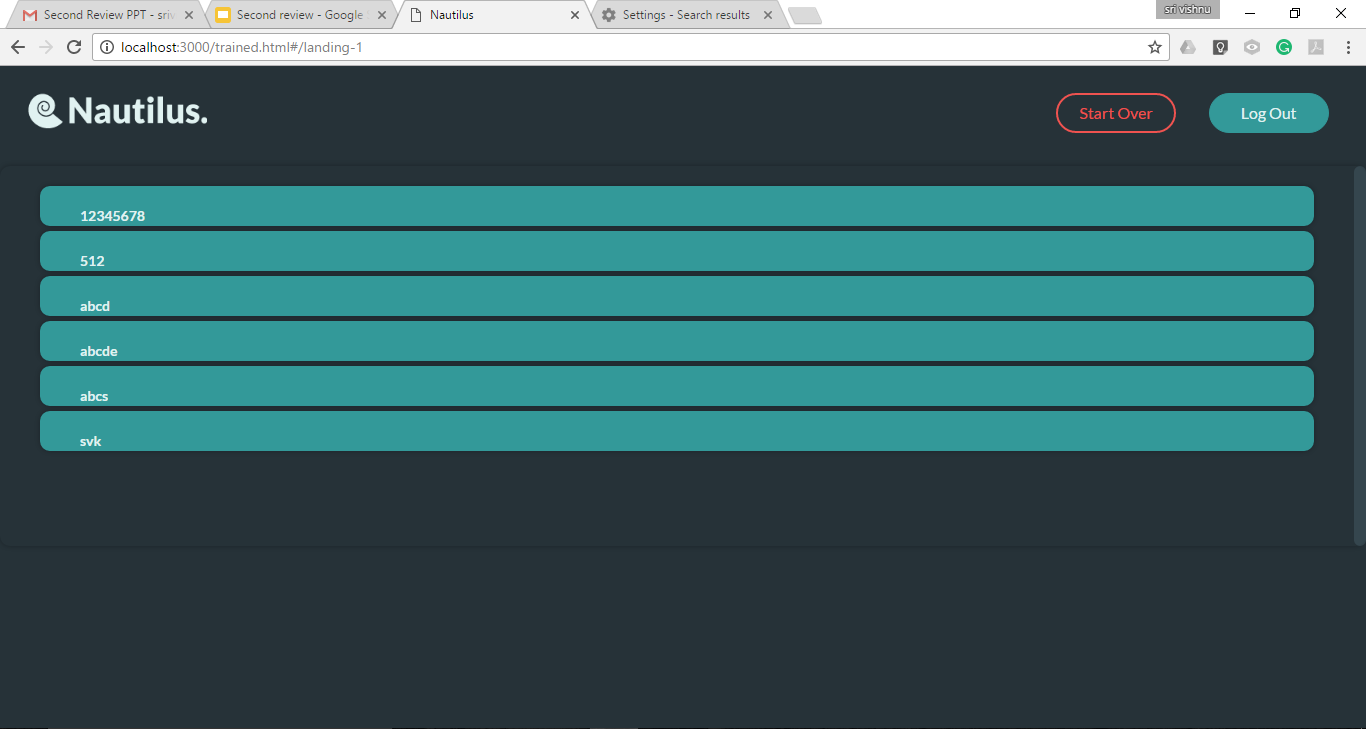 sri vishnu
Second Review PPT - sriv
Second review - Google
Nautilus
Settings - Search results
localhost:3000/trained.html#/landing-1
Nautilus.
Start Over
Log Out
12345678
512
abcd
abcde
abcs
svk